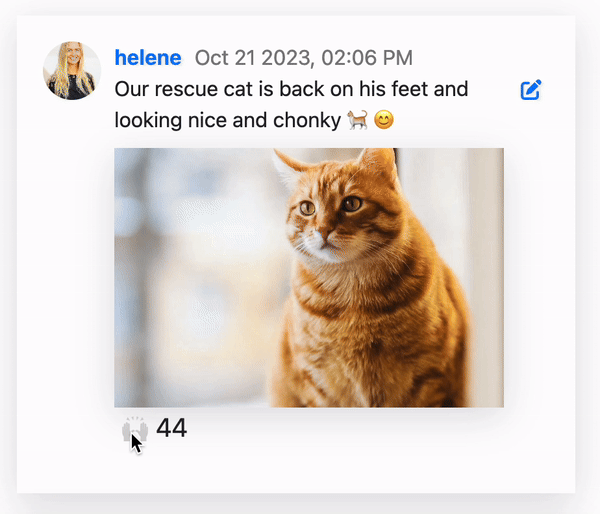 helene Oct 21 2023, 02:06 PM
Our rescue cat is back on his feet and
looking nice and chonky 🐈 😊
🙌 44